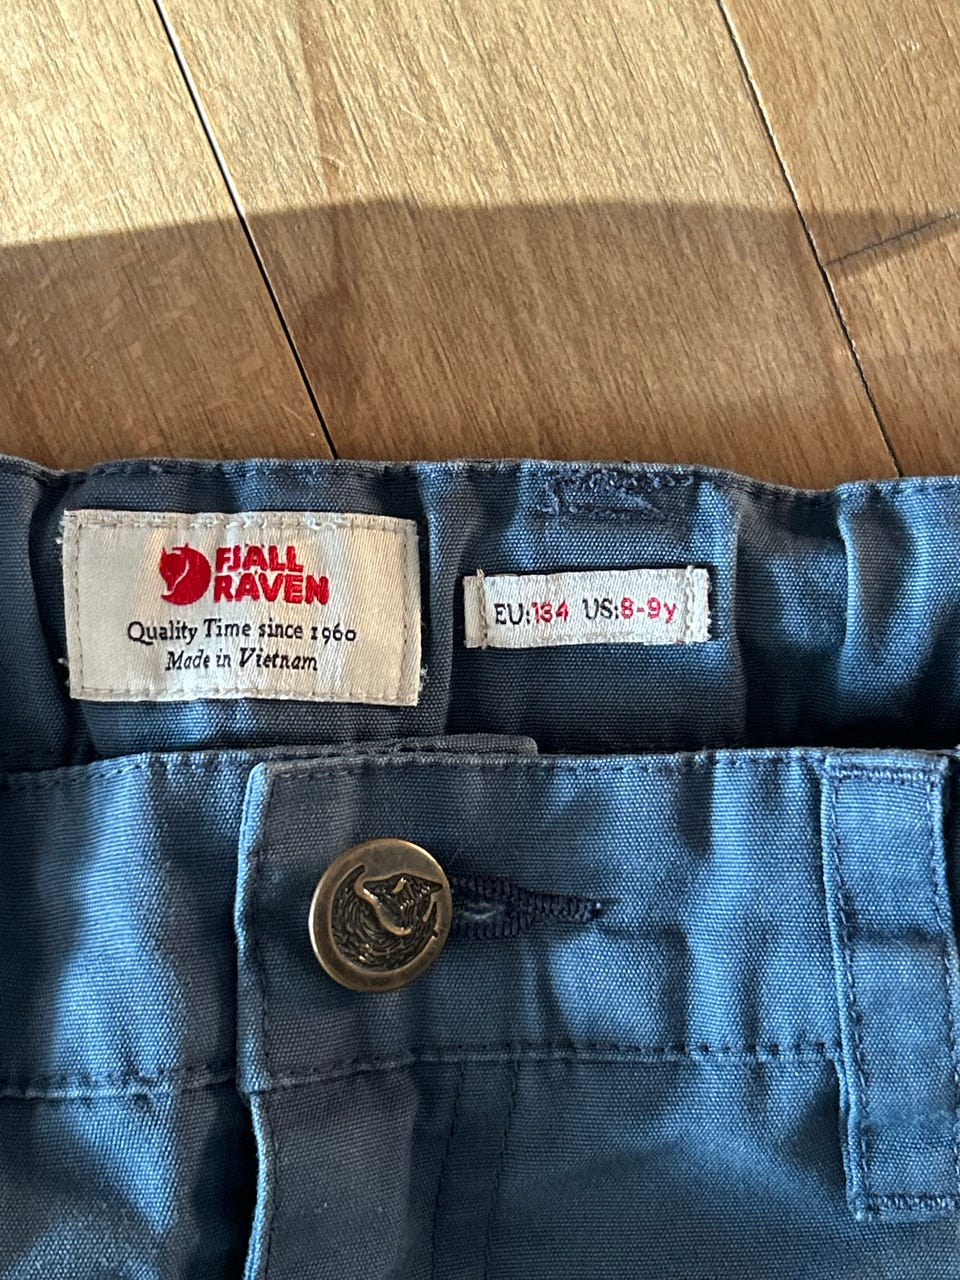 FJALL
RAVEN
Quality Time since 1960
Made in Vietnam
EU:134 US:8-9y